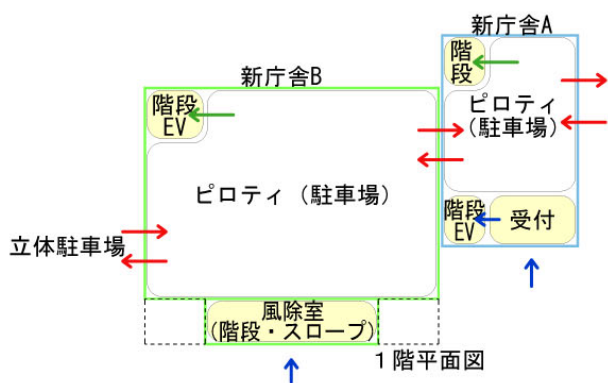 新庁舎A
階
段
新庁舎B
階段
EV
ピロティ
(駐車場)
ピロティ（駐車場）
階段
EV
受付
立体駐車場
風除室
(階段・スロープ)
１階平面図